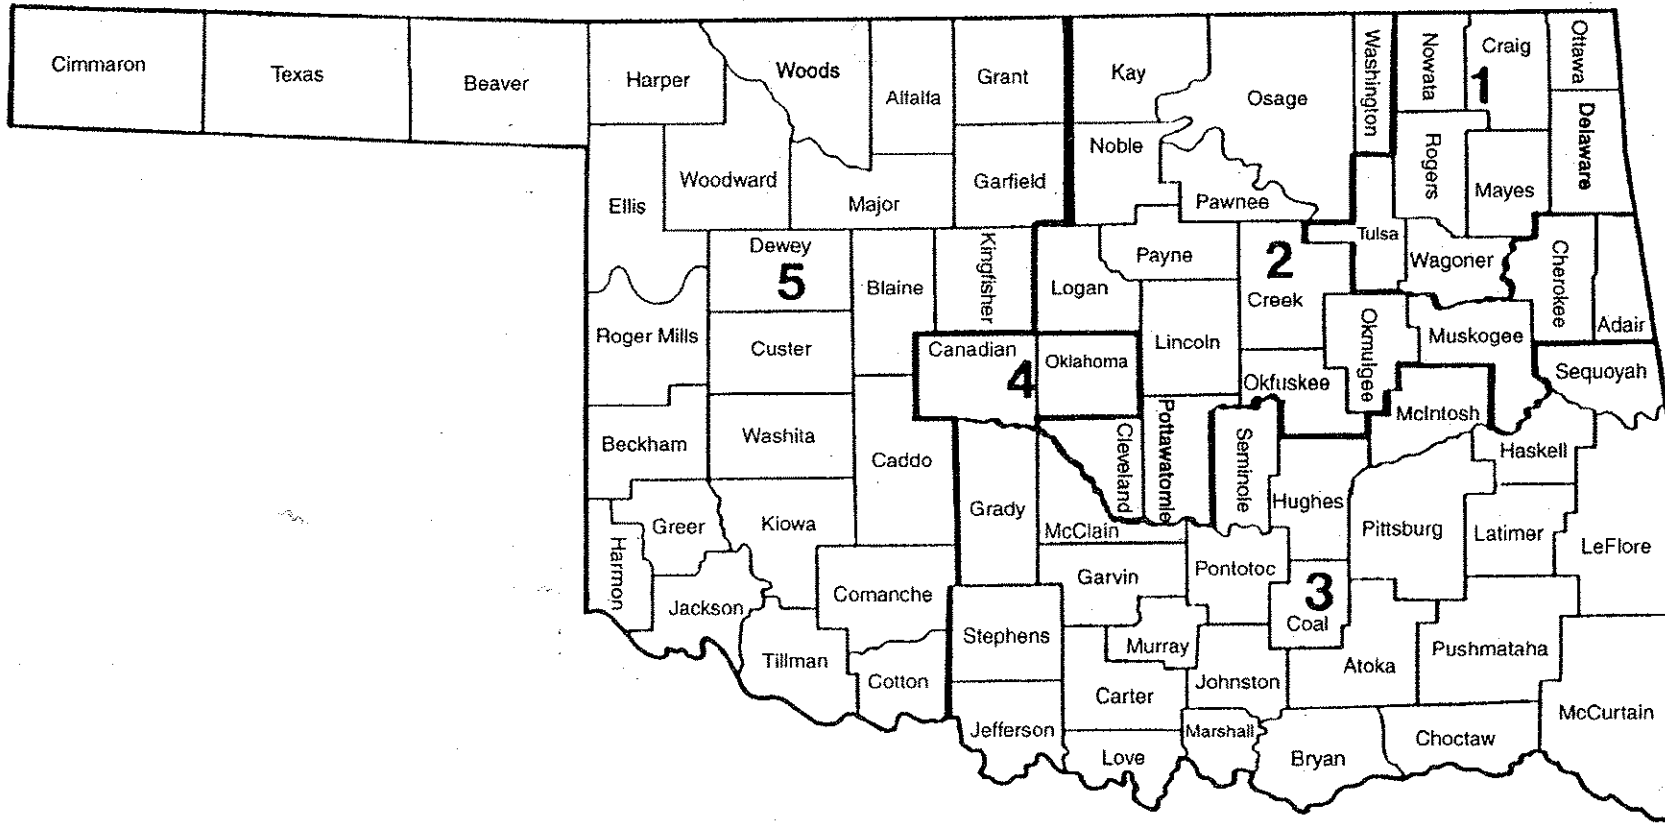 Cimmaron
Texas
Beaver
Harper
Woods
Alfalfa
Grant
Kay
Osage
Washington
Nowata
Craig
1
Ottawa
Delaware
Ellis
Woodward
Major
Garfield
Noble
Pawnee
Rogers
Mayes
Dewey
5
Blaine
Kingfisher
Logan
Payne
2
Creek
Tulsa
Wagoner
Cherokee
Adair
Roger Mills
Custer
Canadian
4
Oklahoma
Lincoln
Okfuskee
Okmulgee
Muskogee
Sequoyah
Beckham
Washita
Caddo
Grady
Cleveland
Pottawatomie
Seminole
Hughes
McIntosh
Haskell
Harmon
Greer
Kiowa
McClain
Pontotoc
Pittsburg
Latimer
LeFlore
Jackson
Comanche
Garvin
3
Coal
Tillman
Cotton
Stephens
Murray
Johnston
Atoka
Pushmataha
Jefferson
Carter
Love
Marshall
Bryan
Choctaw
McCurtain